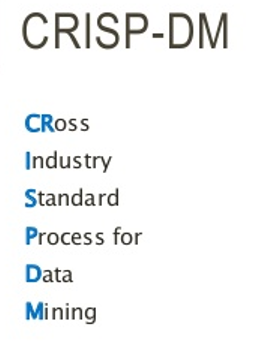 CRISP-DM
CRoss
Industry
Standard
Process for
Data
Mining